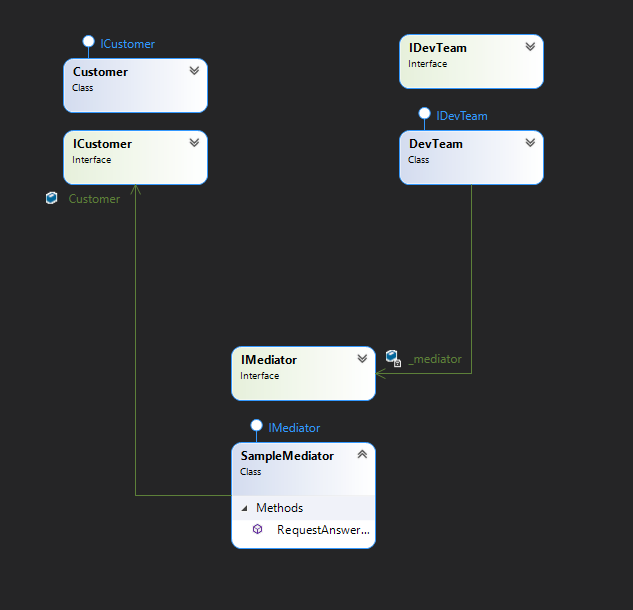 ICustomer
Customer
Class
ICustomer
Interface
Customer
IDevTeam
Interface
IDevTeam
DevTeam
Class
IMediator
Interface
_mediator
IMediator
SampleMediator
Class
Methods
RequestAnswer...